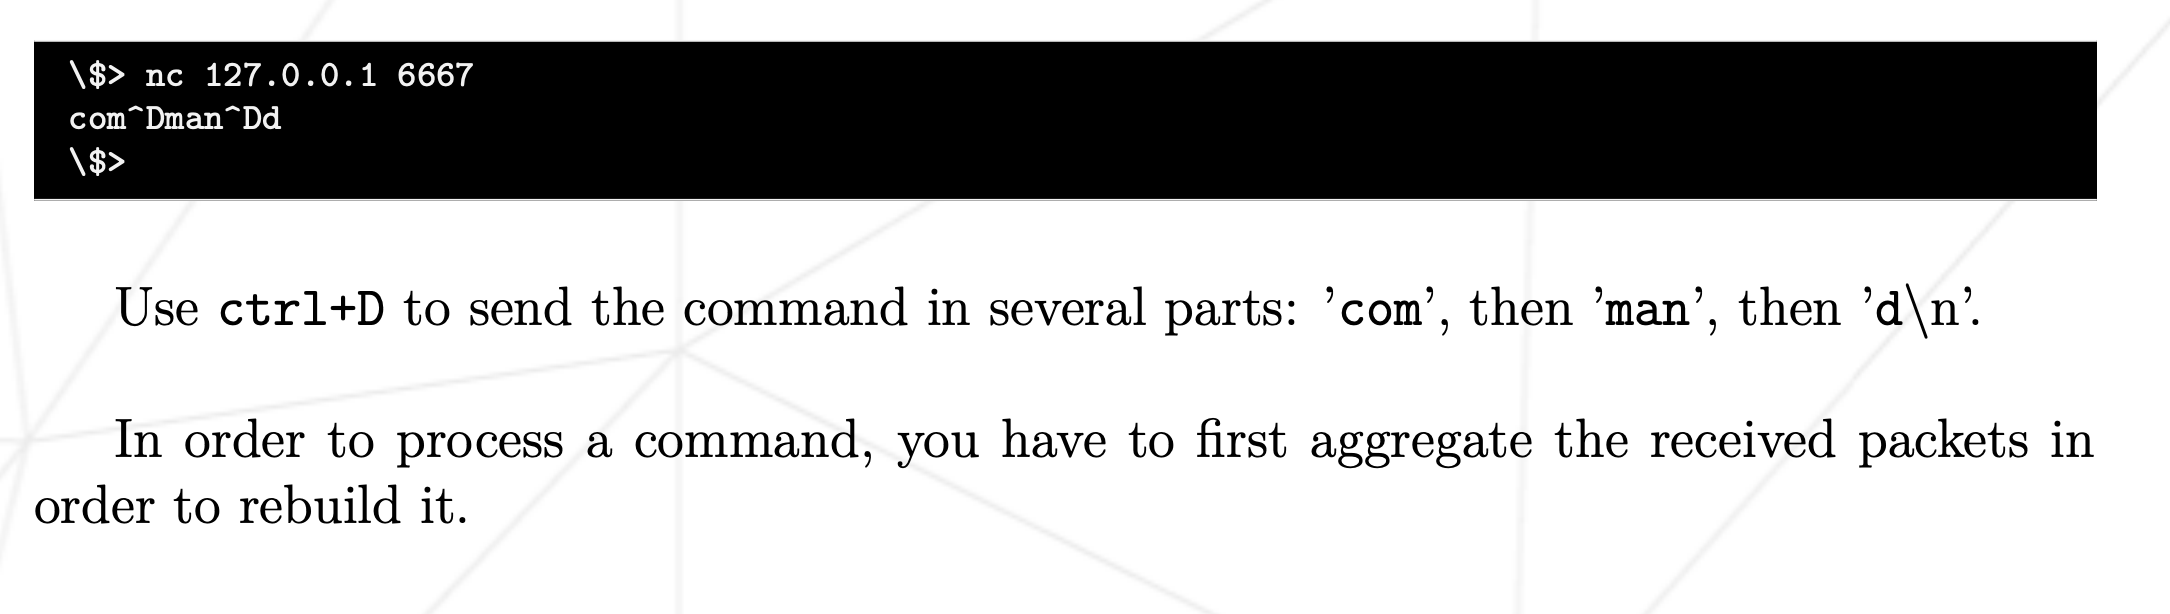 \$> nc 127.0.0.1 6667
com^Dman^Dd
\$>
Use ctrl+D to send the command in several parts: ’com’, then ’man’, then ’d\n’.
In order to process a command, you have to first aggregate the received packets in
order to rebuild it.